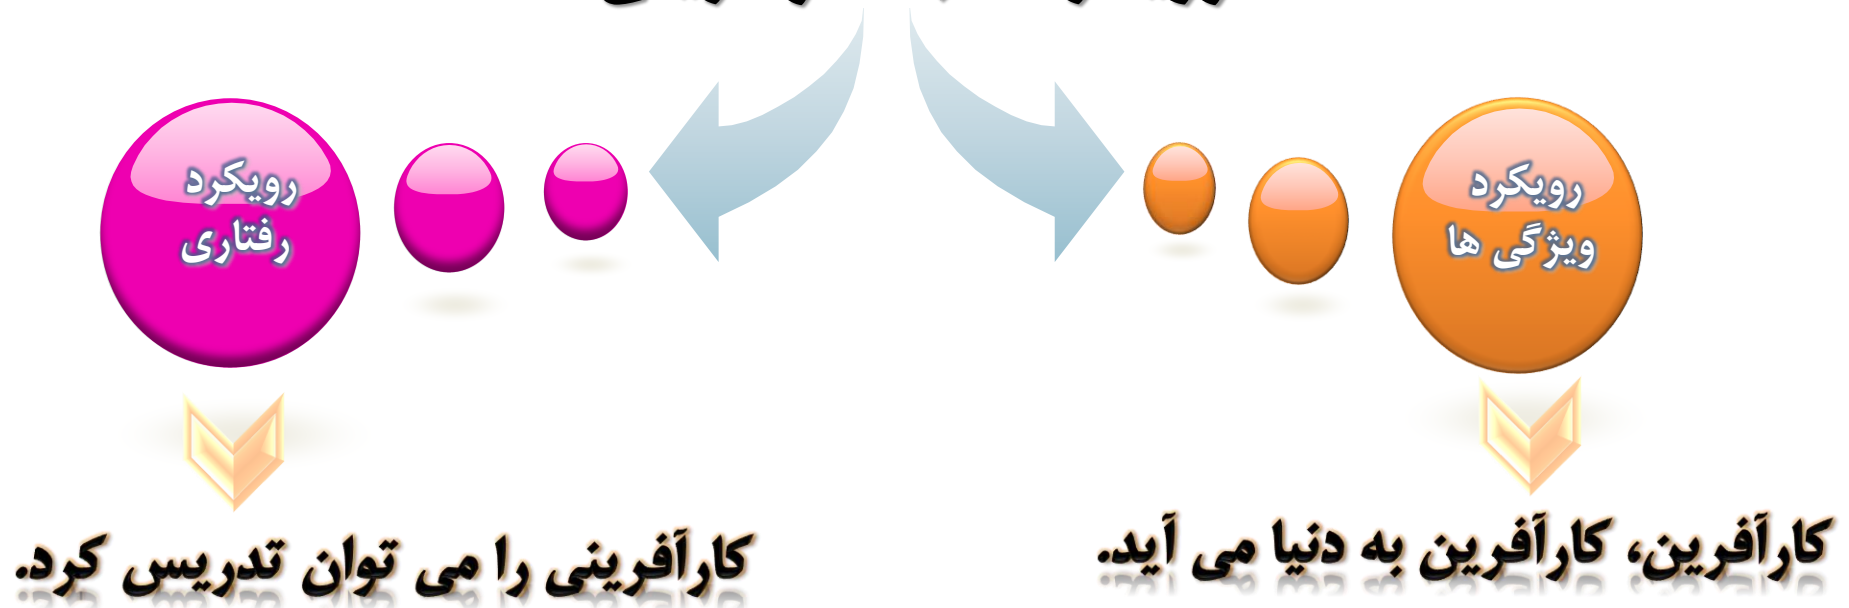 رویکرد
ویژگی ها
رویکرد
رفتاری
کارآفرین، کارآفرین به دنیا می آید.
کارآفرینی را می توان تدریس کرد.